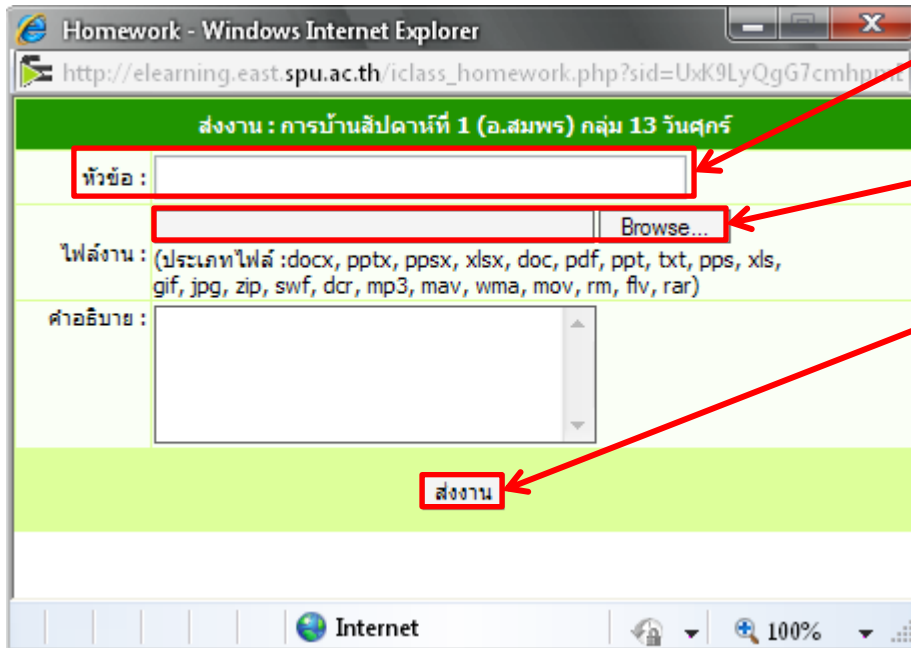 Homework - Windows Internet Explorer
http://elearning.east.spu.ac.th/iclass_homework.php?sid=UxK9LyQgG7cmhpm
ส่งงาน : การบ้านสัปดาห์ที่ 1 (อ.สมพร) กลุ่ม 13 วันศุกร์
หัวข้อ :
Browse...
ไฟล์งาน : (ประเภทไฟล์ :docx, pptx, ppsx, xlsx, doc, pdf, ppt, txt, pps, xls,
gif, jpg, zip, swf, dcr, mp3, mav, wma, mov, rm, flv, rar)
คำอธิบาย :
ส่งงาน
Internet
100%